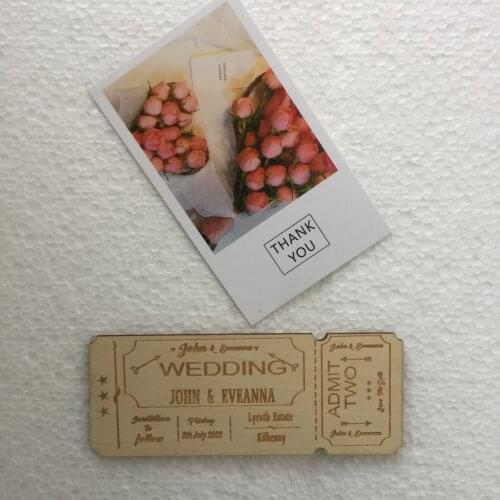 THANK
YOU
John & Eveanna
WEDDING
JOHN & EVEANNA
Invitation
to
follow
Friday
8th July 2022
Lyrath Estate
Kilkenny
John & Eveanna
ADMIT
TWO
Save The Date
John & Eveanna